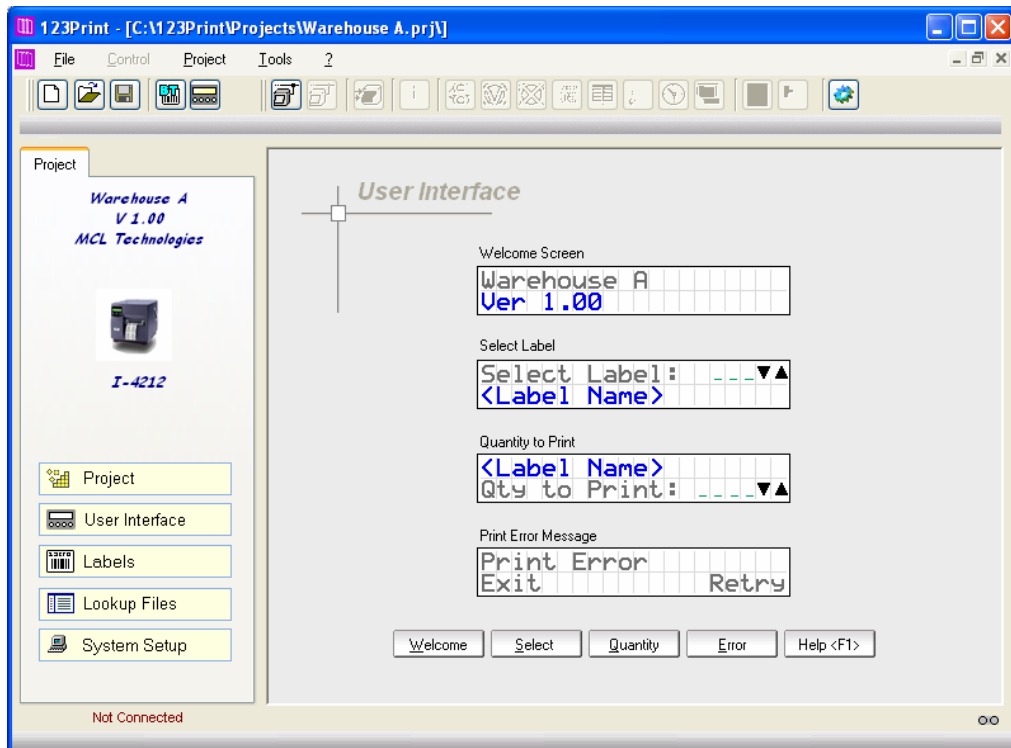 123Print - [C:\123Print\Projects\Warehouse A.prj\]
File Control Project Tools ?
Project
Warehouse A
V 1.00
MCL Technologies
I-4212
Project
User Interface
Labels
Lookup Files
System Setup
Not Connected
User Interface
Welcome Screen
Warehouse A
Ver 1.00
Select Label
Select Label: _ _ _▼▲
<Label Name>
Quantity to Print
<Label Name>
Qty to Print: _ _ _ _▼▲
Print Error Message
Print Error
Exit Retry
Welcome Select Quantity Error Help <F1>